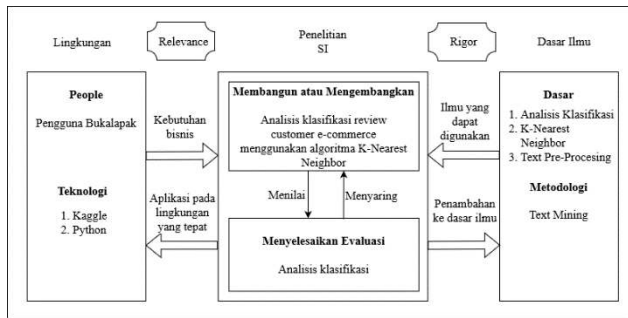 Lingkungan
Relevance
Penelitian
SI
Rigor
Dasar Ilmu
People
Pengguna Bukalapak
Teknologi
1. Kaggle
2. Python
Kebutuhan
bisnis
Aplikasi pada
lingkungan
yang tepat
Membangun atau Mengembangkan
Analisis klasifikasi review
customer e-commerce
menggunakan algoritma K-Nearest
Neighbor
Menilai
Menyaring
Menyelesaikan Evaluasi
Analisis klasifikasi
Ilmu yang
dapat
digunakan
Penambahan
ke dasar ilmu
Dasar
1. Analisis Klasifikasi
2. K-Nearest
Neighbor
3. Text Pre-Procesing
Metodologi
Text Mining